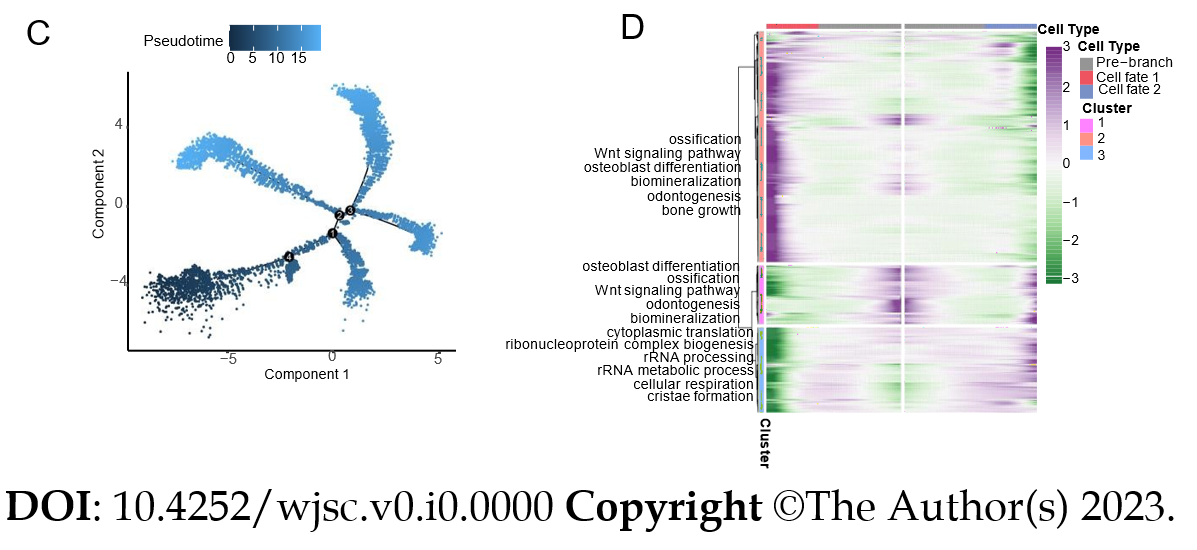 C
Pseudotime
0 5 10 15
Component 2
4
0
−4
2 3
1
4
−5 0 5
Component 1
D
Cell Type
3
2
1
0
−1
−2
−3
Cell Type
Pre−branch
Cell fate 1
Cell fate 2
Cluster
1
2
3
ossification
Wnt signaling pathway
osteoblast differentiation
biomineralization
odontogenesis
bone growth
osteoblast differentiation
ossification
Wnt signaling pathway
odontogenesis
biomineralization
cytoplasmic translation
ribonucleoprotein complex biogenesis
rRNA processing
rRNA metabolic process
cellular respiration
cristae formation
Cluster
DOI: 10.4252/wjsc.v0.i0.0000 Copyright ©The Author(s) 2023.